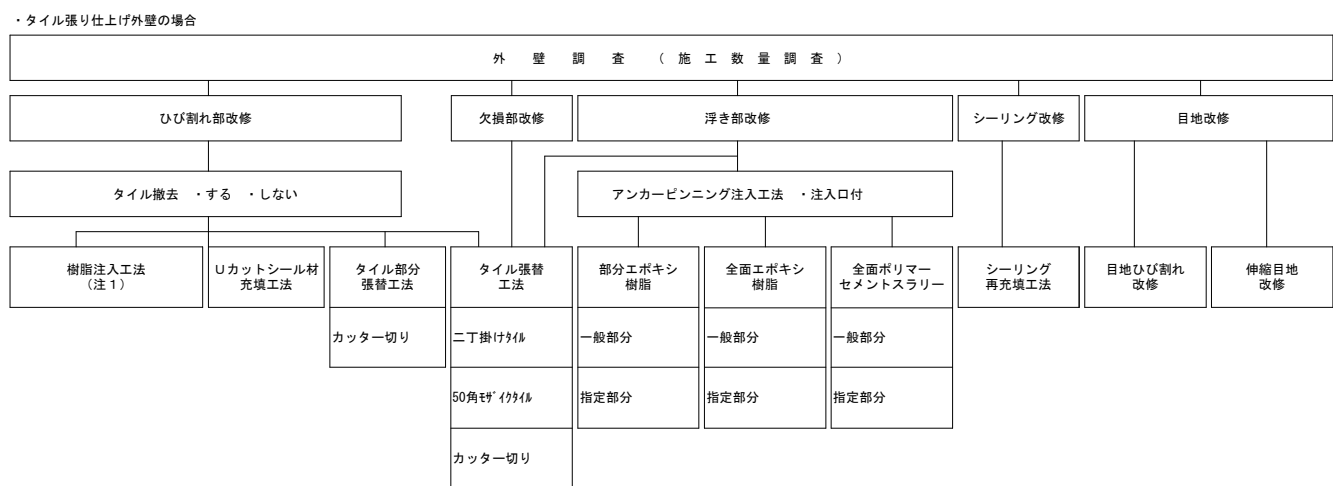 ・タイル張り仕上げ外壁の場合
外 壁 調 査 ( 施 工 数 量 調 査 )
ひび割れ部改修
欠損部改修
浮き部改修
シーリング改修
目地改修
タイル撤去 ・する ・しない
アンカーピンニング注入工法 ・注入口付
樹脂注入工法
(注1)
Uカットシール材
充填工法
タイル部分
張替工法
タイル張替
工法
部分エポキシ
樹脂
全面エポキシ
樹脂
全面ポリマー
セメントスラリー
シーリング
再充填工法
目地ひび割れ
改修
伸縮目地
改修
カッター切り
二丁掛けタイル
一般部分
一般部分
一般部分
50角モザイクタイル
指定部分
指定部分
指定部分
カッター切り